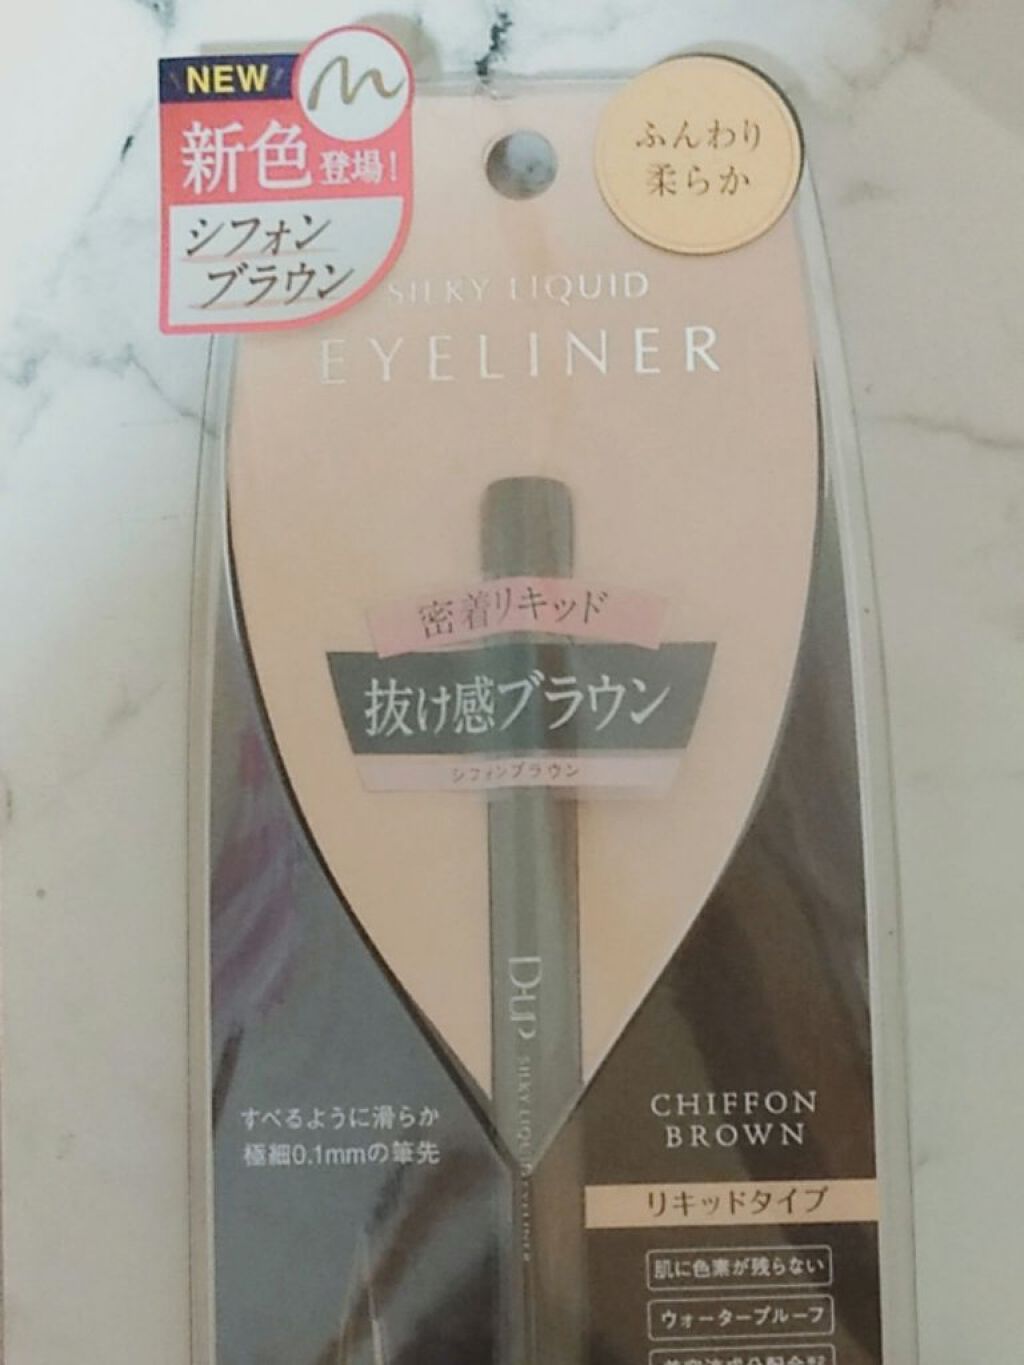 NEW
新色登場!
シフォン
ブラウン
ふんわり
柔らか
SILKY LIQUID
EYELINER
密着リキッド
抜け感ブラウン
シフォンブラウン
D-UP SILKY LIQUID EYELINER
すべるように滑らか
極細0.1mmの筆先
CHIFFON
BROWN
リキッドタイプ
肌に色素が残らない
ウォータープルーフ